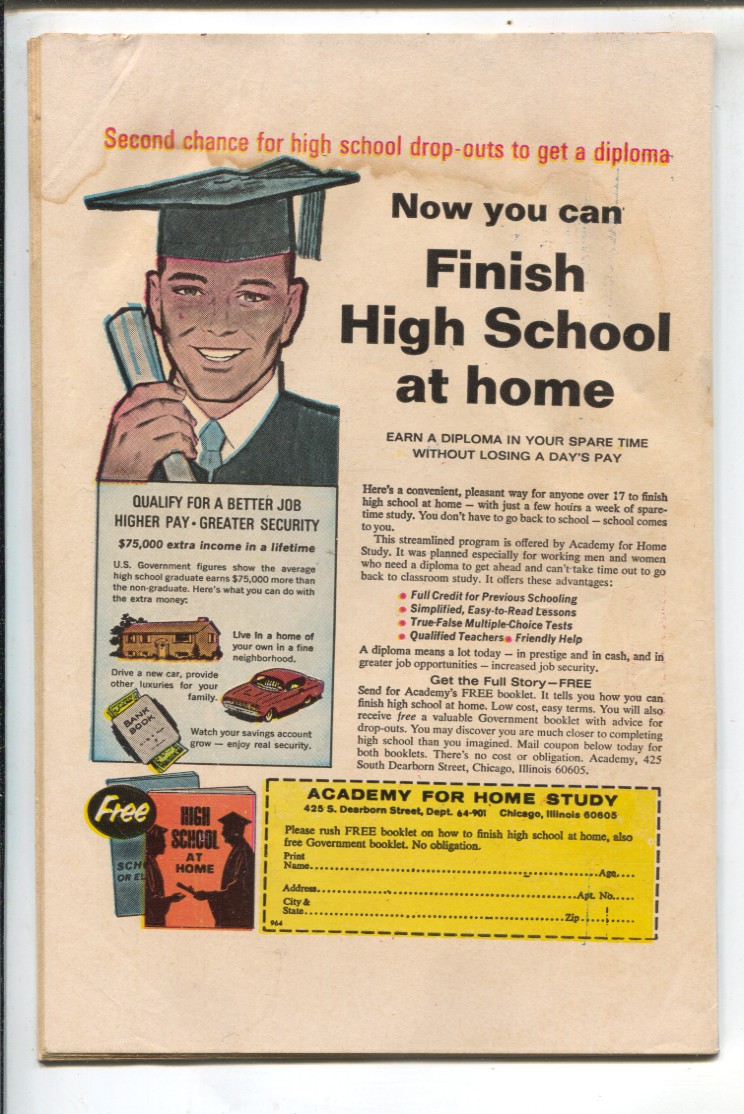 Second chance for high school drop-outs to get a diploma
Now you can
Finish
High School
at home
EARN A DIPLOMA IN YOUR SPARE TIME
WITHOUT LOSING A DAY'S PAY
QUALIFY FOR A BETTER JOB
HIGHER PAY • GREATER SECURITY
$75,000 extra income in a lifetime
U.S. Government figures show the average
high school graduate earns $75,000 more than
the non-graduate. Here's what you can do with
the extra money:
Live in a home of
your own in a fine
neighborhood.
Drive a new car, provide
other luxuries for your
family.
BANK
BOOK
Watch your savings account
grow — enjoy real security.
Here's a convenient, pleasant way for anyone over 17 to finish
high school at home — with just a few hours a week of spare-
time study. You don't have to go back to school — school comes
to you.
This streamlined program is offered by Academy for Home
Study. It was planned especially for working men and women
who need a diploma to get ahead and can't take time out to go
back to classroom study. It offers these advantages:
• Full Credit for Previous Schooling
• Simplified, Easy-to-Read Lessons
• True-False Multiple-Choice Tests
• Qualified Teachers • Friendly Help
A diploma means a lot today — in prestige and in cash, and in
greater job opportunities — increased job security.
Get the Full Story—FREE
Send for Academy's FREE booklet. It tells you how you can
finish high school at home. Low cost, easy terms. You will also
receive free a valuable Government booklet with advice for
drop-outs. You may discover you are much closer to completing
high school than you imagined. Mail coupon below today for
both booklets. There's no cost or obligation. Academy, 425
South Dearborn Street, Chicago, Illinois 60605.
Free
HIGH
SCHOOL
AT
HOME
SCH
OR EL
ACADEMY FOR HOME STUDY
425 S. Dearborn Street, Dept. 64-901 Chicago, Illinois 60605
Please rush FREE booklet on how to finish high school at home, also
free Government booklet. No obligation.
Print
Name Age
Address Apt. No.
City &
State Zip
964